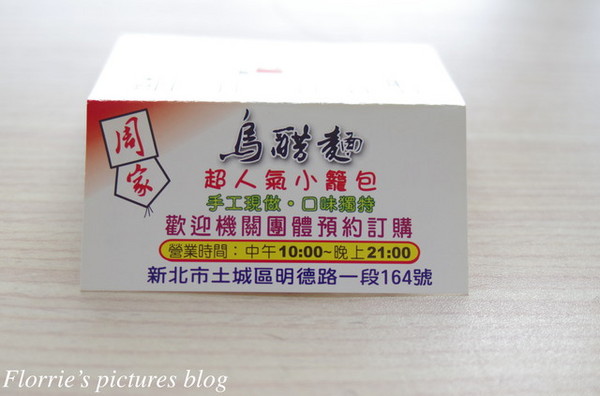 周家
烏醋麵
超人氣小籠包
手工現做。口味獨特
歡迎機關團體預約訂購
營業時間：中午10:00~晚上21:00
新北市土城區明德路一段164號
Florrie's pictures blog